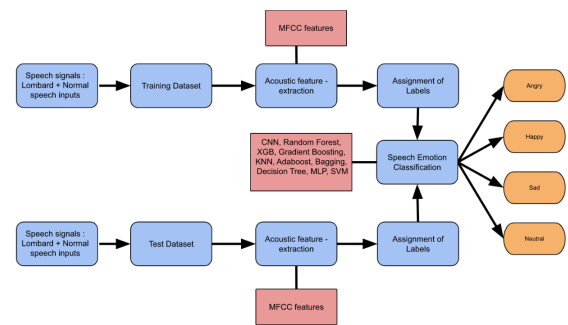 MFCC features
Speech signals :
Lombard + Normal
speech inputs
Training Dataset
Acoustic feature -
extraction
Assignment of
Labels
Angry
CNN, Random Forest,
XGB, Gradient Boosting,
KNN, Adaboost, Bagging,
Decision Tree, MLP, SVM
Speech Emotion
Classification
Happy
Sad
Speech signals :
Lombard + Normal
speech inputs
Test Dataset
Acoustic feature -
extraction
Assignment of
Labels
Neutral
MFCC features